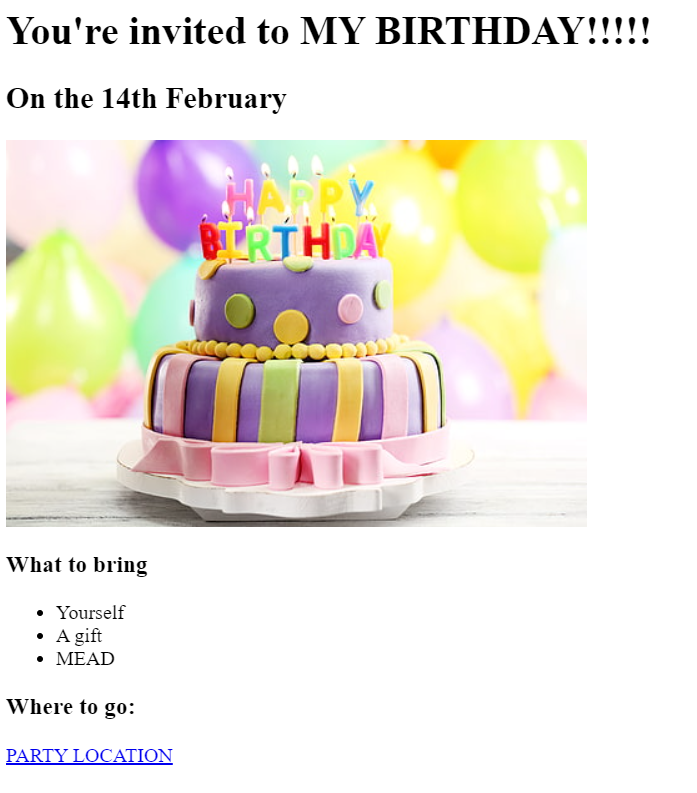 You're invited to MY BIRTHDAY!!!!!
On the 14th February
HAPPY
BIRTHDAY
What to bring
Yourself
A gift
MEAD
Where to go:
PARTY LOCATION